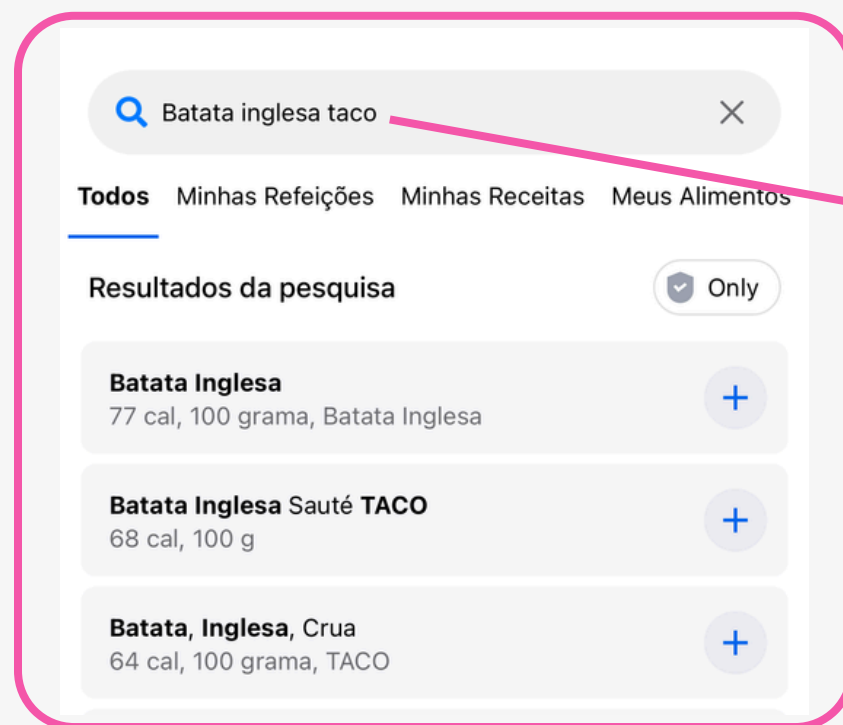 Batata inglesa taco
Todos Minhas Refeições Minhas Receitas Meus Alimentos
Resultados da pesquisa Only
Batata Inglesa
77 cal, 100 grama, Batata Inglesa
Batata Inglesa Sauté TACO
68 cal, 100 g
Batata, Inglesa, Crua
64 cal, 100 grama, TACO